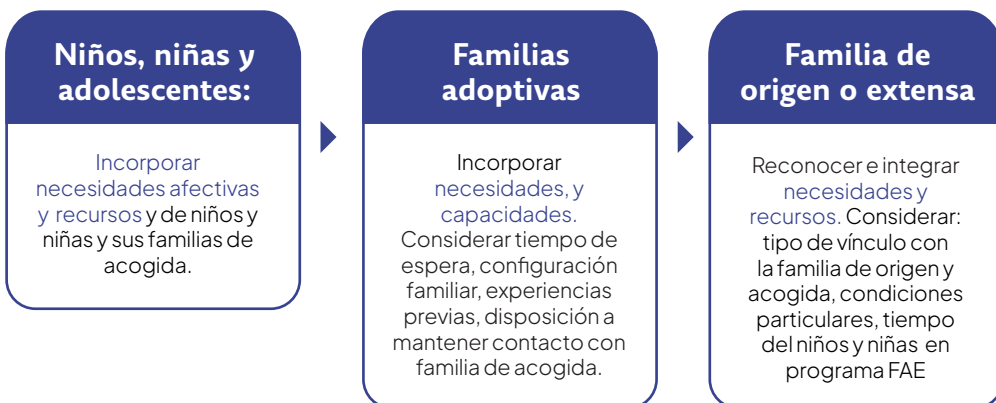 Niños, niñas y
adolescentes:
Incorporar
necesidades afectivas
y recursos y de niños y
niñas y sus familias de
acogida.
Familias
adoptivas
Incorporar
necesidades, y
capacidades.
Considerar tiempo de
espera, configuración
familiar, experiencias
previas, disposición a
mantener contacto con
familia de acogida.
Familia de
origen o extensa
Reconocer e integrar
necesidades y
recursos. Considerar:
tipo de vínculo con
la familia de origen y
acogida, condiciones
particulares, tiempo
del niños y niñas en
programa FAE